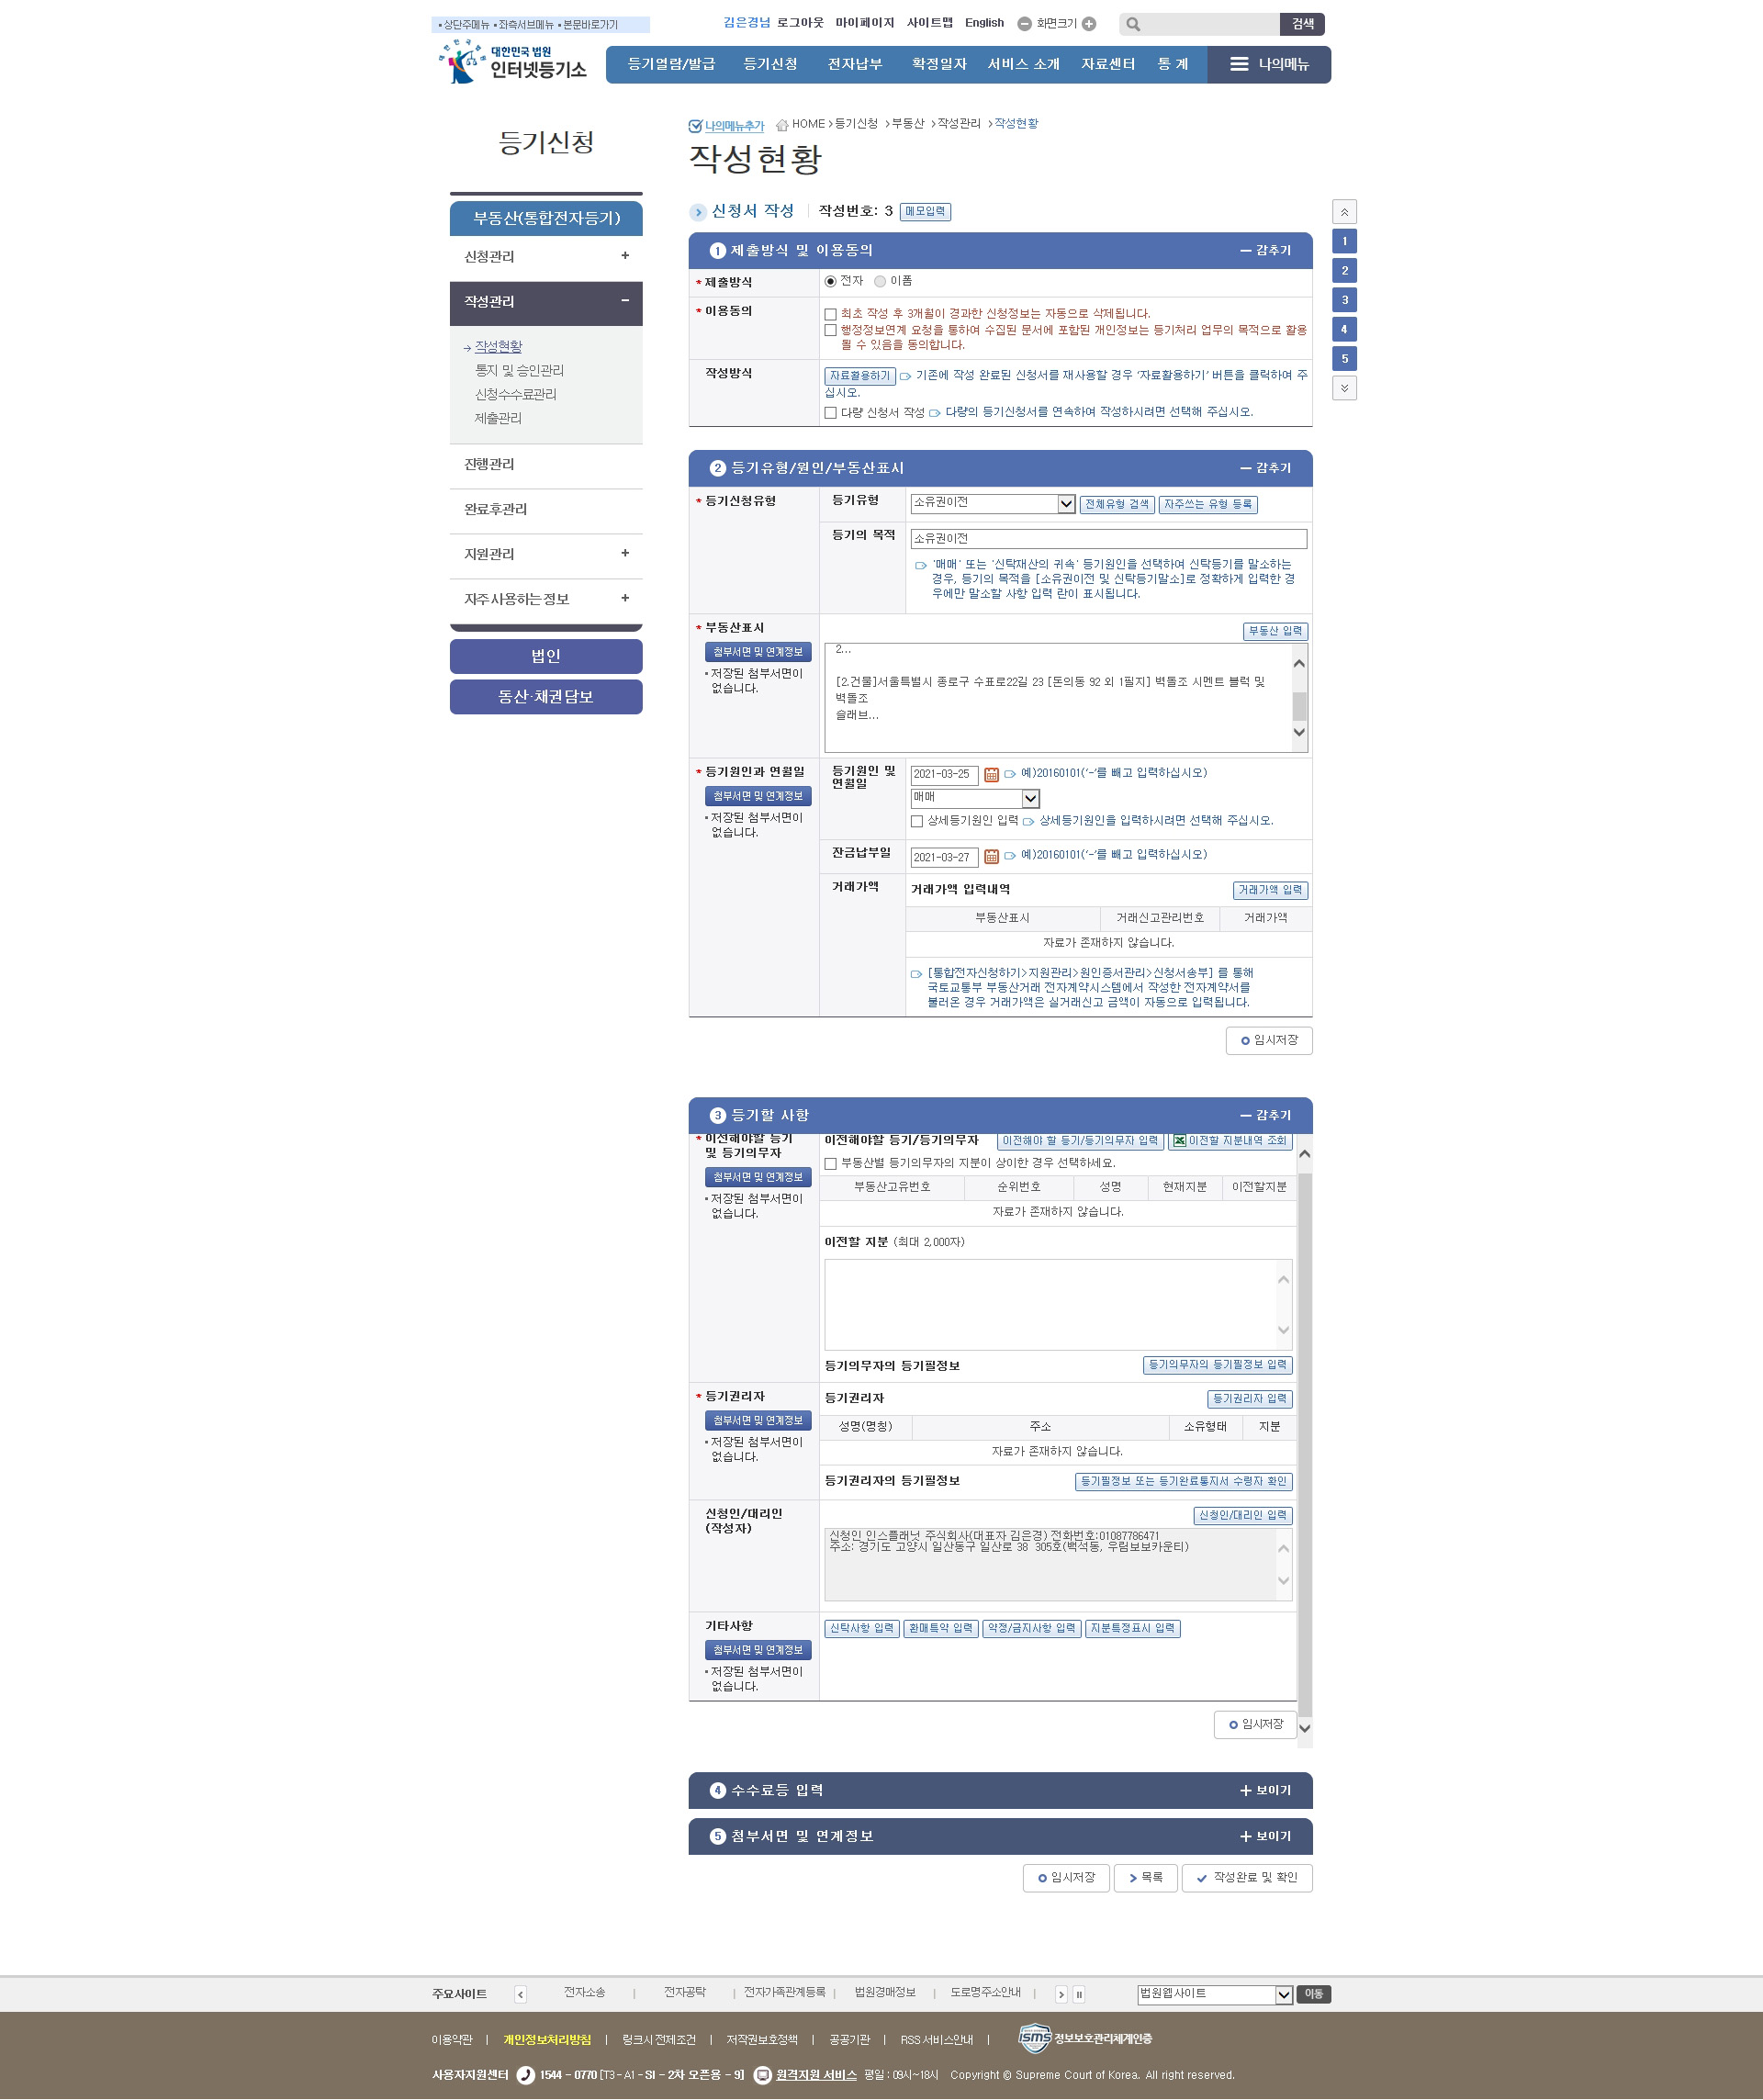 ▪상단주메뉴 ▪좌측서브메뉴 ▪본문바로가기
김은경님 로그아웃 마이페이지 사이트맵 English 화면크기 검색
대한민국 법원
인터넷등기소
등기열람/발급 등기신청 전자납부 확정일자 서비스 소개 자료센터 통 계 나의메뉴
등기신청
부동산(통합전자등기)
신청관리 +
작성관리 −
작성현황
통지 및 승인관리
신청수수료관리
제출관리
진행관리
완료후관리
지원관리 +
자주사용하는정보 +
법인
동산·채권담보
나의메뉴추가 HOME > 등기신청 > 부동산 > 작성관리 > 작성현황
작성현황
신청서 작성 작성번호: 3 메모입력
1 제출방식 및 이용동의 감추기
* 제출방식 전자 이폼
* 이용동의
최초 작성 후 3개월이 경과한 신청정보는 자동으로 삭제됩니다.
행정정보연계 요청을 통하여 수집된 문서에 포함된 개인정보는 등기처리 업무의 목적으로 활용
될 수 있음을 동의합니다.
작성방식
자료활용하기 기존에 작성 완료된 신청서를 재사용할 경우 '자료활용하기' 버튼을 클릭하여 주
십시오.
다량 신청서 작성 다량의 등기신청서를 연속하여 작성하시려면 선택해 주십시오.
1
2
3
4
5
2 등기유형/원인/부동산표시 감추기
* 등기신청유형 등기유형 소유권이전 전체유형 검색 자주쓰는 유형 등록
등기의 목적 소유권이전
'매매' 또는 '신탁재산의 귀속' 등기원인을 선택하여 신탁등기를 말소하는
경우, 등기의 목적을 [소유권이전 및 신탁등기말소]로 정확하게 입력한 경
우에만 말소할 사항 입력 란이 표시됩니다.
* 부동산표시 부동산 입력
첨부서면 및 연계정보
▪저장된 첨부서면이
없습니다.
2...
[2.건물]서울특별시 종로구 수표로22길 23 [돈의동 92 외 1필지] 벽돌조 시멘트 블럭 및
벽돌조
슬래브...
* 등기원인과 연월일
첨부서면 및 연계정보
▪저장된 첨부서면이
없습니다.
등기원인 및
연월일
2021-03-25 예)20160101('-'를 빼고 입력하십시오)
매매
상세등기원인 입력 상세등기원인을 입력하시려면 선택해 주십시오.
잔금납부일 2021-03-27 예)20160101('-'를 빼고 입력하십시오)
거래가액 거래가액 입력내역 거래가액 입력
부동산표시 거래신고관리번호 거래가액
자료가 존재하지 않습니다.
[통합전자신청하기>지원관리>원인증서관리>신청서송부] 를 통해
국토교통부 부동산거래 전자계약시스템에서 작성한 전자계약서를
불러온 경우 거래가액은 실거래신고 금액이 자동으로 입력됩니다.
임시저장
3 등기할 사항 감추기
* 이전해야할 등기
및 등기의무자
첨부서면 및 연계정보
▪저장된 첨부서면이
없습니다.
이전해야할 등기/등기의무자 이전해야 할 등기/등기의무자 입력 이전할 지분내역 조회
부동산별 등기의무자의 지분이 상이한 경우 선택하세요.
부동산고유번호 순위번호 성명 현재지분 이전할지분
자료가 존재하지 않습니다.
이전할 지분 (최대 2,000자)
등기의무자의 등기필정보 등기의무자의 등기필정보 입력
* 등기권리자
첨부서면 및 연계정보
▪저장된 첨부서면이
없습니다.
등기권리자 등기권리자 입력
성명(명칭) 주소 소유형태 지분
자료가 존재하지 않습니다.
등기권리자의 등기필정보 등기필정보 또는 등기완료통지서 수령자 확인
신청인/대리인
(작성자)
신청인/대리인 입력
신청인 인스플래닛 주식회사(대표자 김은경) 전화번호:01087786471
주소: 경기도 고양시 일산동구 일산로 38 305호(백석동, 우림보보카운티)
기타사항
첨부서면 및 연계정보
▪저장된 첨부서면이
없습니다.
신탁사항 입력 환매특약 입력 약정/금지사항 입력 지분특정표시 입력
임시저장
4 수수료등 입력 보이기
5 첨부서면 및 연계정보 보이기
임시저장 목록 작성완료 및 확인
주요사이트 전자소송 | 전자공탁 | 전자가족관계등록 | 법원경매정보 | 도로명주소안내 | 법원웹사이트 이동
이용약관 | 개인정보처리방침 | 링크시 전제조건 | 저작권보호정책 | 공공기관 | RSS 서비스안내 | ISMS 정보보호관리체계인증
사용자지원센터 1544 - 0770 [T3 - A1 - SI - 2차 오픈용 - 9] 원격지원 서비스 평일 : 09시~18시 Copyright © Supreme Court of Korea. All right reserved.